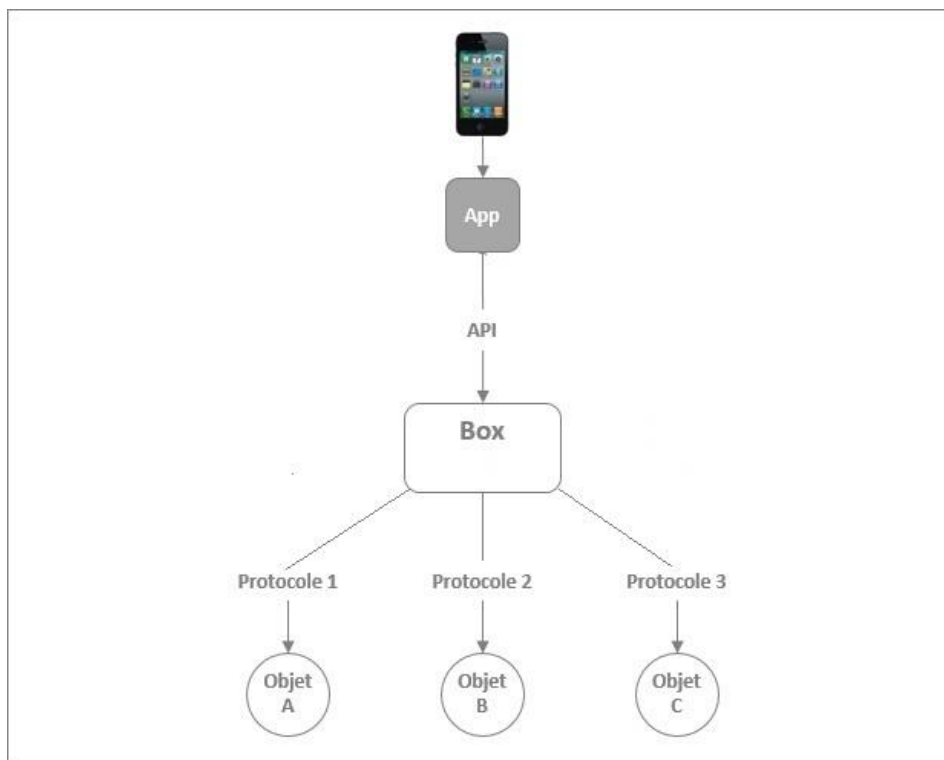 App
API
Box
Protocole 1 Protocole 2 Protocole 3
Objet Objet Objet
A B C